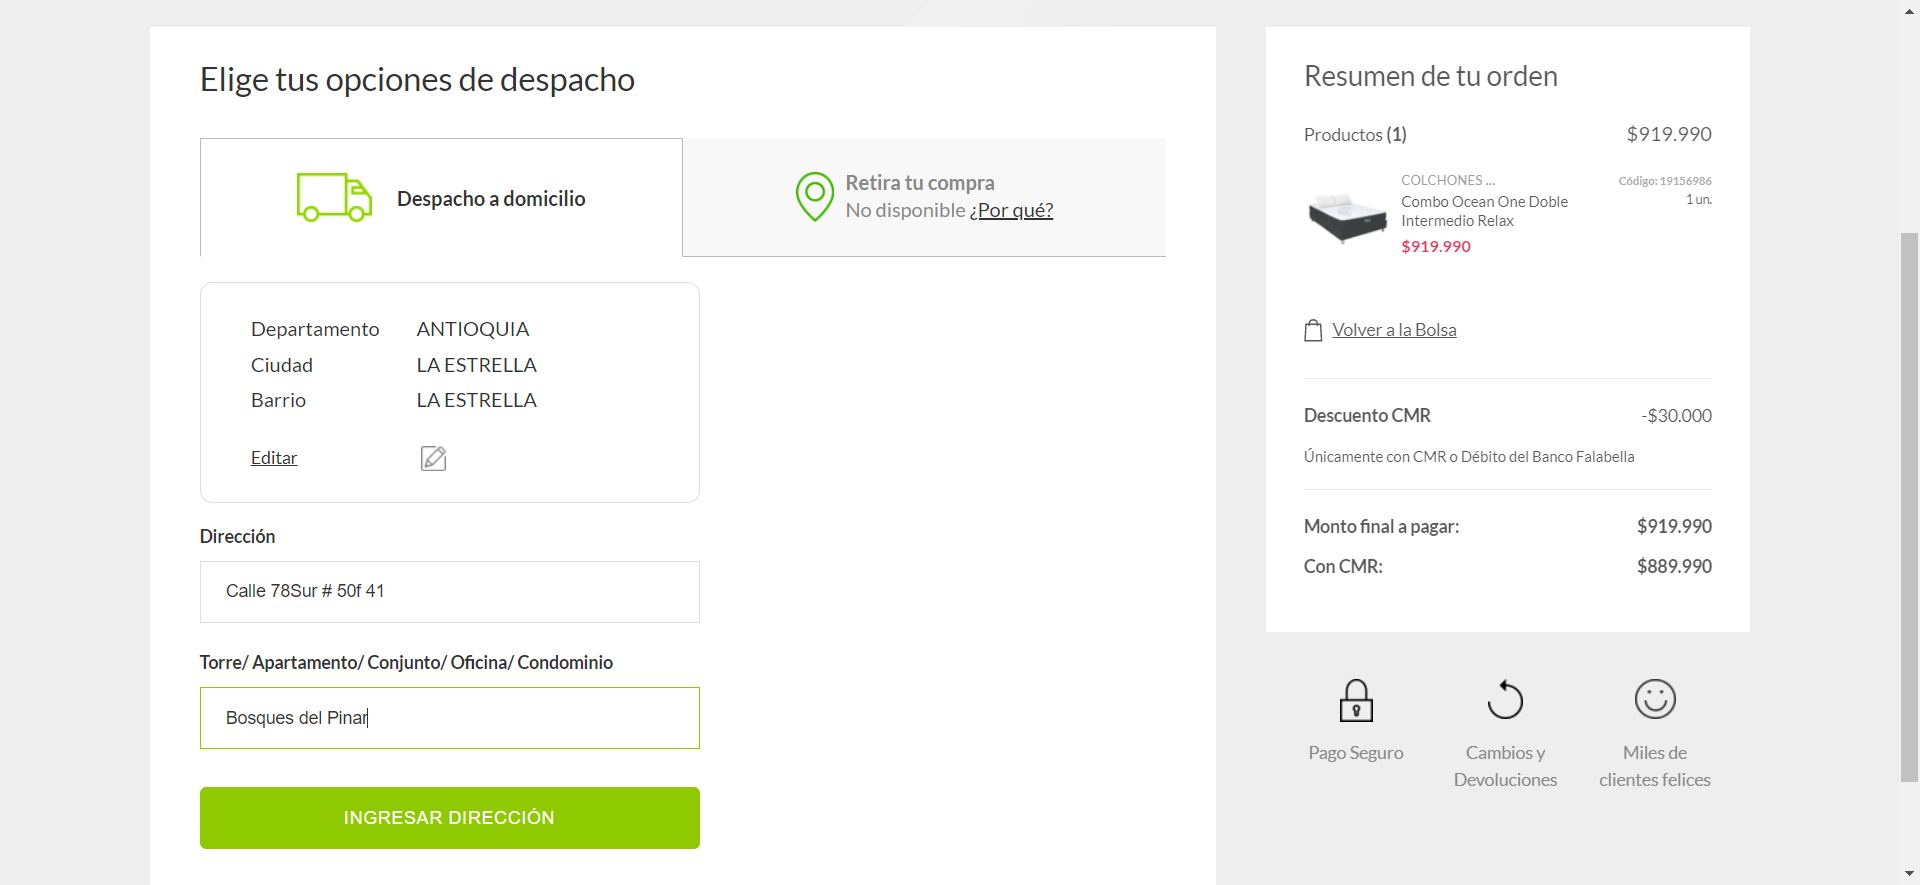 Elige tus opciones de despacho
Despacho a domicilio
Retira tu compra
No disponible ¿Por qué?
Departamento ANTIOQUIA
Ciudad LA ESTRELLA
Barrio LA ESTRELLA
Editar
Dirección
Calle 78Sur # 50f 41
Torre/ Apartamento/ Conjunto/ Oficina/ Condominio
Bosques del Pinar
INGRESAR DIRECCIÓN
Resumen de tu orden
Productos (1) $919.990
COLCHONES ... Código: 19156986
Combo Ocean One Doble 1 un.
Intermedio Relax
$919.990
Volver a la Bolsa
Descuento CMR -$30.000
Únicamente con CMR o Débito del Banco Falabella
Monto final a pagar: $919.990
Con CMR: $889.990
Pago Seguro
Cambios y
Devoluciones
Miles de
clientes felices